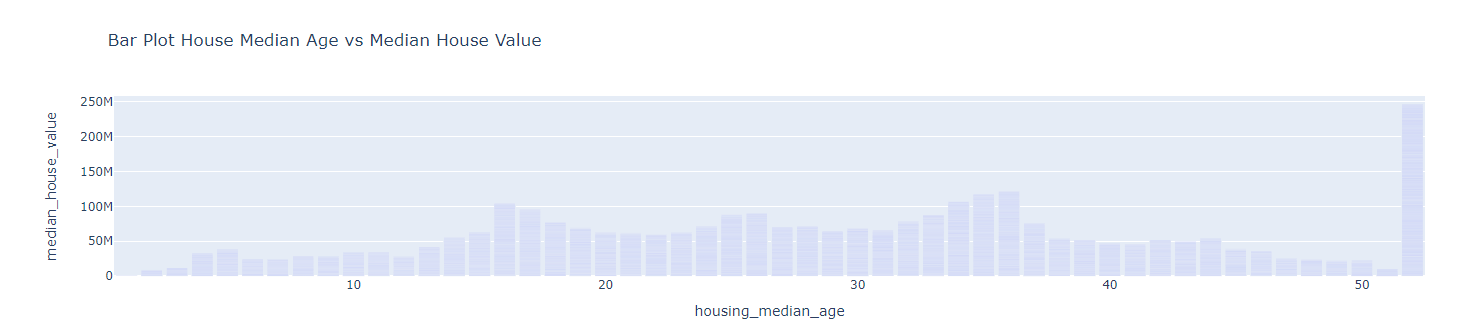 Bar Plot House Median Age vs Median House Value
median_house_value
250M
200M
150M
100M
50M
0
10
20
30
40
50
housing_median_age